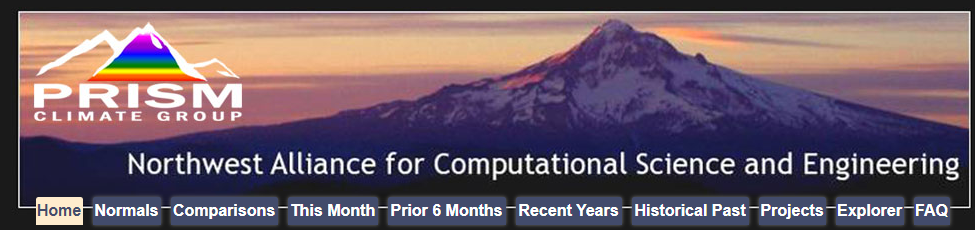 PRISM
CLIMATE GROUP
Northwest Alliance for Computational Science and Engineering
Home Normals Comparisons This Month Prior 6 Months Recent Years Historical Past Projects Explorer FAQ